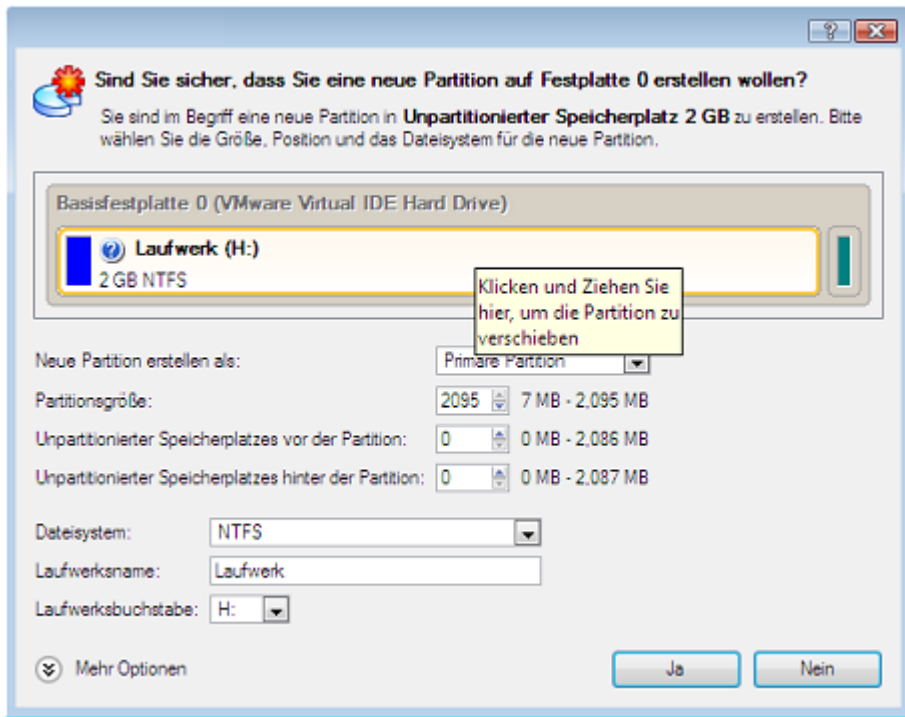 Sind Sie sicher, dass Sie eine neue Partition auf Festplatte 0 erstellen wollen?
Sie sind im Begriff eine neue Partition in Unpartitionierter Speicherplatz 2 GB zu erstellen. Bitte
wählen Sie die Größe, Position und das Dateisystem für die neue Partition.
Basisfestplatte 0 (VMware Virtual IDE Hard Drive)
Laufwerk (H:)
2 GB NTFS
Klicken und Ziehen Sie
hier, um die Partition zu
verschieben
Neue Partition erstellen als: Primäre Partition
Partitionsgröße: 2095 7 MB - 2,095 MB
Unpartitionierter Speicherplatzes vor der Partition: 0 0 MB - 2,086 MB
Unpartitionierter Speicherplatzes hinter der Partition: 0 0 MB - 2,087 MB
Dateisystem: NTFS
Laufwerksname: Laufwerk
Laufwerksbuchstabe: H:
Mehr Optionen Ja Nein